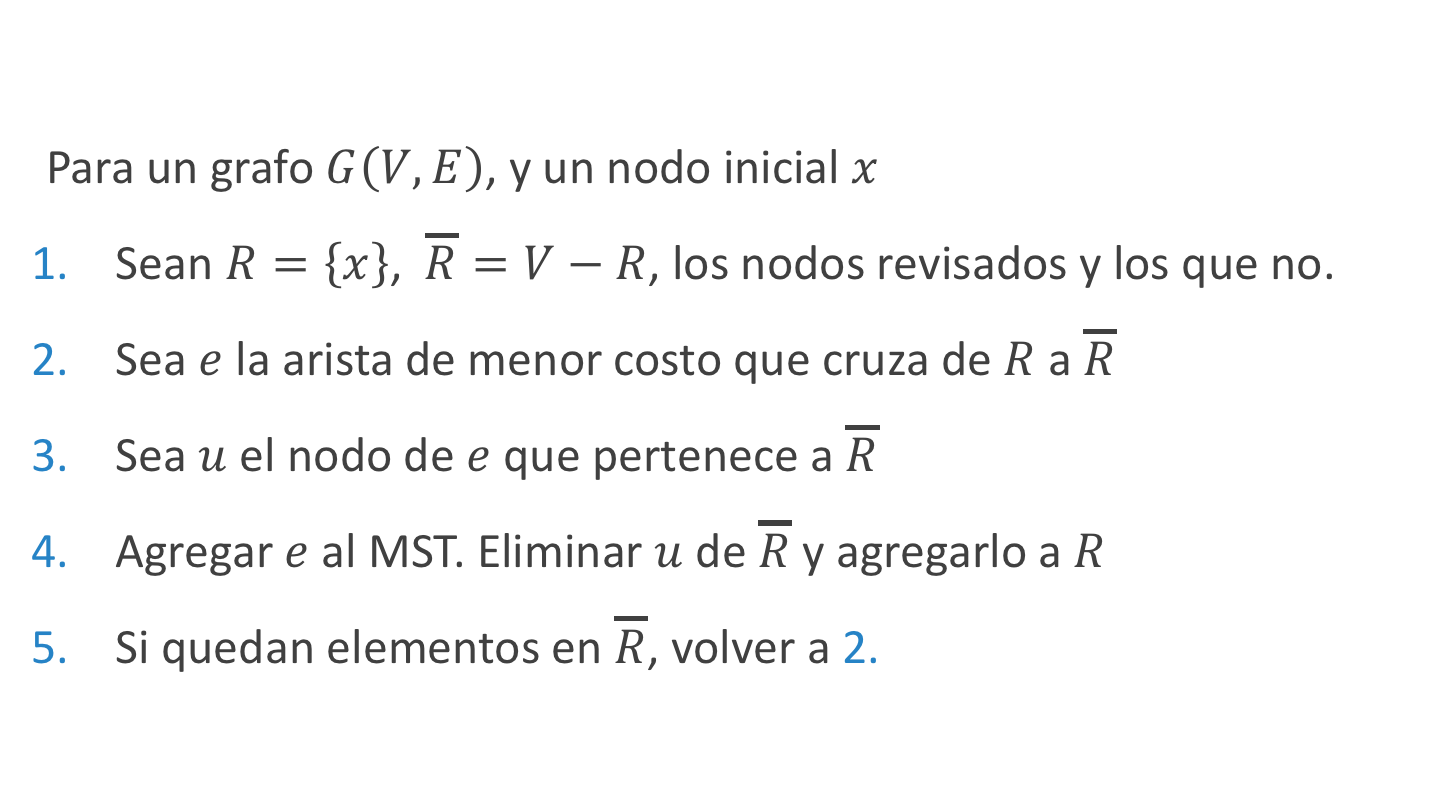 Para un grafo G(V, E), y un nodo inicial x
1. Sean R = {x}, R̅ = V − R, los nodos revisados y los que no.
2. Sea e la arista de menor costo que cruza de R a R̅
3. Sea u el nodo de e que pertenece a R̅
4. Agregar e al MST. Eliminar u de R̅ y agregarlo a R
5. Si quedan elementos en R̅, volver a 2.